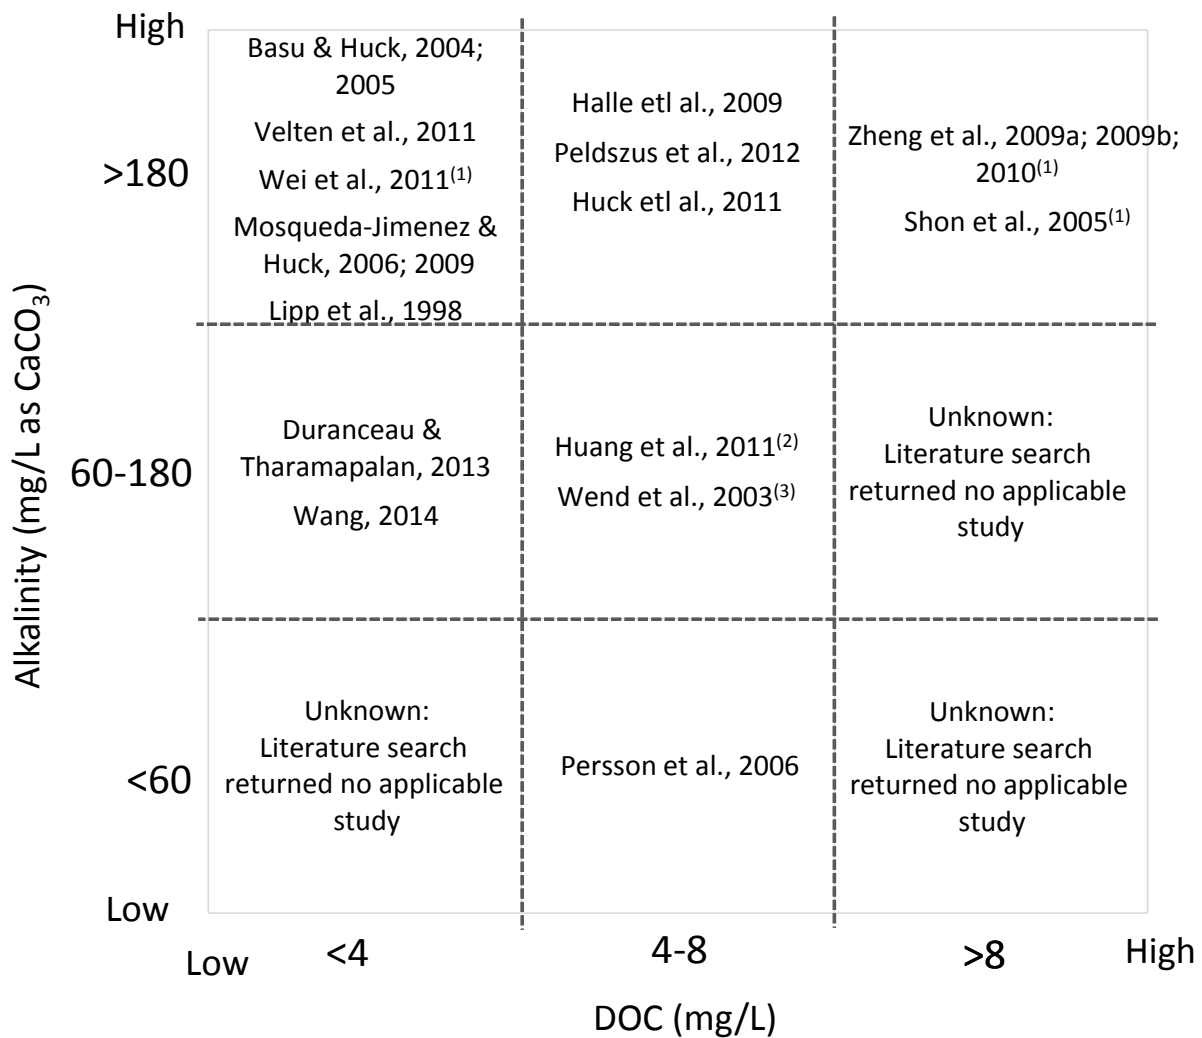 High
Basu & Huck, 2004;
2005
Velten et al., 2011
Wei et al., 2011(1)
Mosqueda-Jimenez &
Huck, 2006; 2009
Lipp et al., 1998
Halle etl al., 2009
Peldszus et al., 2012
Huck etl al., 2011
Zheng et al., 2009a; 2009b;
2010(1)
Shon et al., 2005(1)
>180
Alkalinity (mg/L as CaCO3)
60-180
Duranceau &
Tharamapalan, 2013
Wang, 2014
Huang et al., 2011(2)
Wend et al., 2003(3)
Unknown:
Literature search
returned no applicable
study
<60
Unknown:
Literature search
returned no applicable
study
Persson et al., 2006
Unknown:
Literature search
returned no applicable
study
Low
Low
<4
4-8
>8
High
DOC (mg/L)